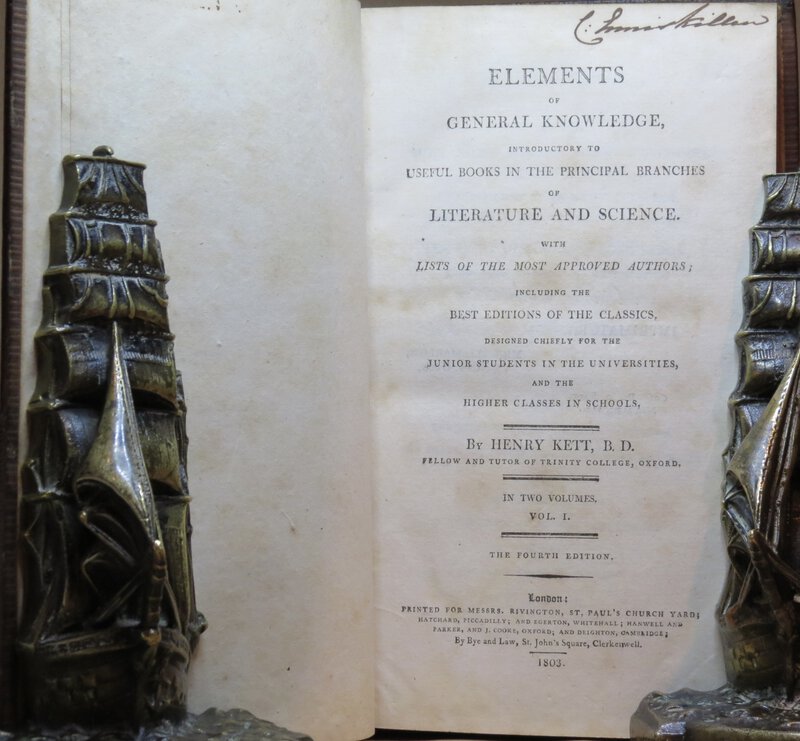 C. Enniskillen
ELEMENTS
OF
GENERAL KNOWLEDGE,
INTRODUCTORY TO
USEFUL BOOKS IN THE PRINCIPAL BRANCHES
OF
LITERATURE AND SCIENCE.
WITH
LISTS OF THE MOST APPROVED AUTHORS;
INCLUDING THE
BEST EDITIONS OF THE CLASSICS,
DESIGNED CHIEFLY FOR THE
JUNIOR STUDENTS IN THE UNIVERSITIES,
AND THE
HIGHER CLASSES IN SCHOOLS.
By HENRY KETT, B. D.
FELLOW AND TUTOR OF TRINITY COLLEGE, OXFORD.
IN TWO VOLUMES.
VOL. I.
THE FOURTH EDITION.
London:
PRINTED FOR MESSRS. RIVINGTON, ST. PAUL'S CHURCH YARD;
HATCHARD, PICCADILLY; AND EGERTON, WHITEHALL; HANWELL AND
PARKER, AND J. COOKE, OXFORD; AND DEIGHTON, CAMBRIDGE;
By Bye and Law, St. John's Square, Clerkenwell.
1803.